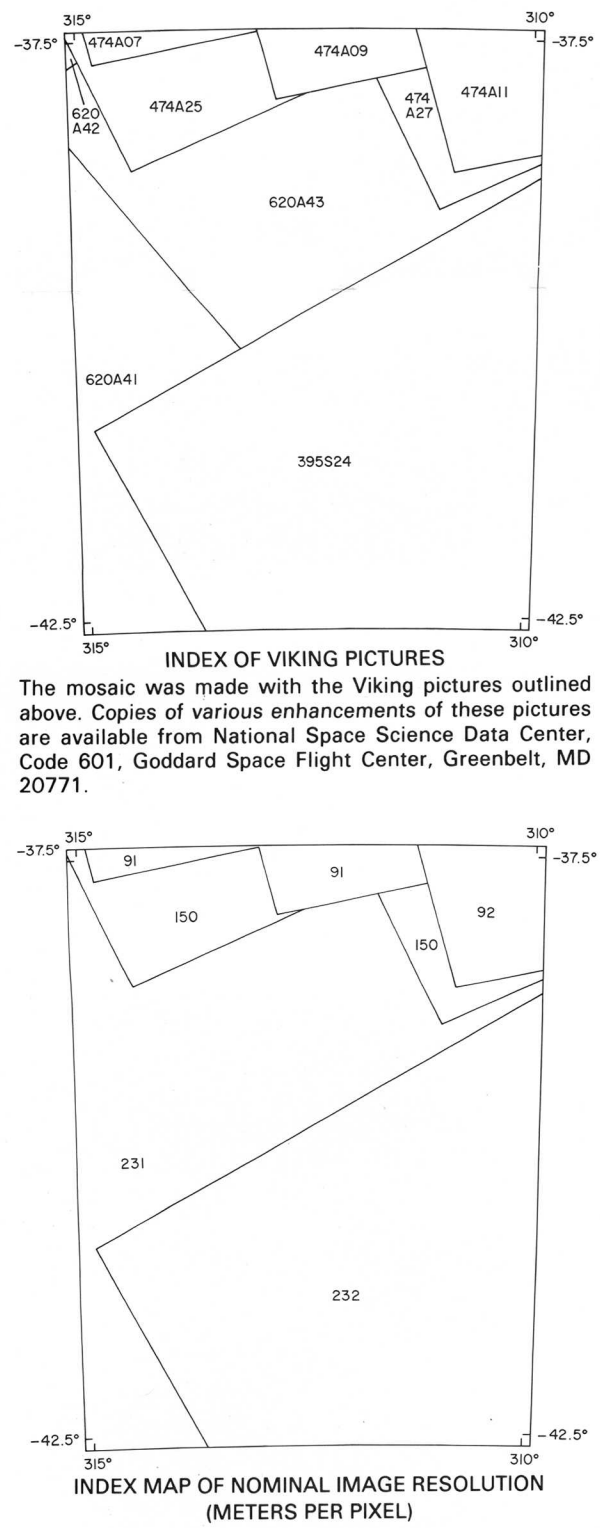 315° 310°
-37.5° -37.5°
474A07
474A09
474A11
474A25
474
A27
620
A42
620A43
620A41
395S24
-42.5° -42.5°
315° 310°
INDEX OF VIKING PICTURES
The mosaic was made with the Viking pictures outlined
above. Copies of various enhancements of these pictures
are available from National Space Science Data Center,
Code 601, Goddard Space Flight Center, Greenbelt, MD
20771.
315° 310°
-37.5° -37.5°
91
91
92
150
150
231
232
-42.5° -42.5°
315° 310°
INDEX MAP OF NOMINAL IMAGE RESOLUTION
(METERS PER PIXEL)